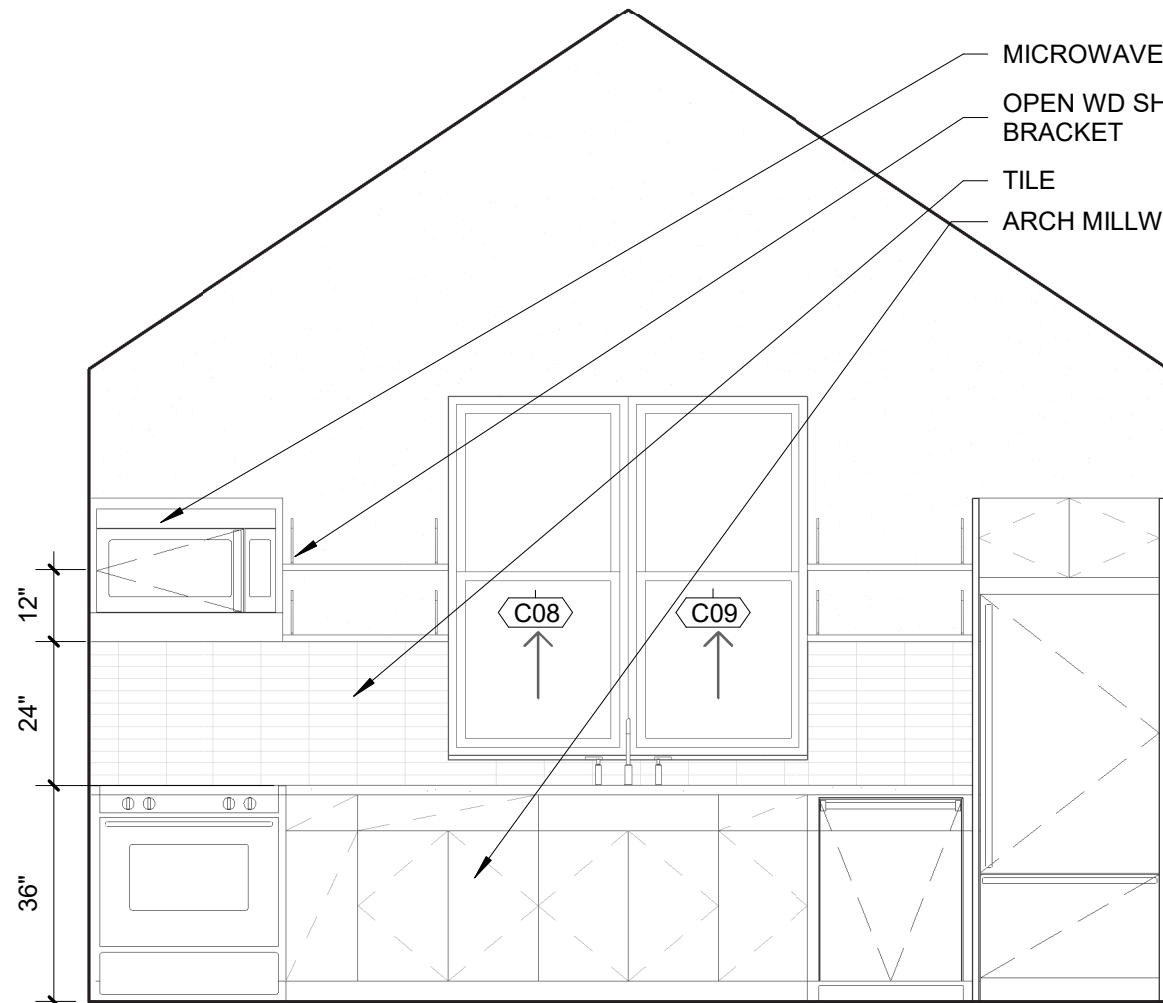 MICROWAVE
OPEN WD SH
BRACKET
TILE
ARCH MILLW
C08
C09
12"
24"
36"